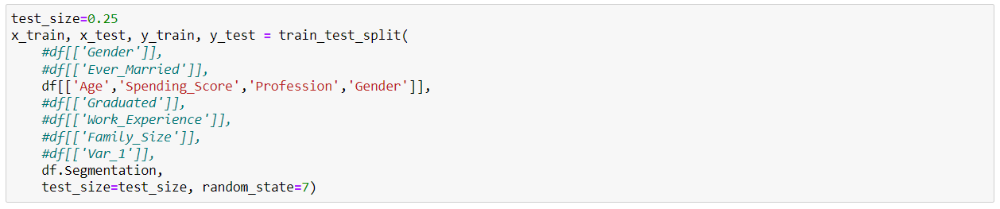 test_size=0.25
x_train, x_test, y_train, y_test = train_test_split(
    #df[['Gender']],
    #df[['Ever_Married']],
    df[['Age','Spending_Score','Profession','Gender']],
    #df[['Graduated']],
    #df[['Work_Experience']],
    #df[['Family_Size']],
    #df[['Var_1']],
    df.Segmentation,
    test_size=test_size, random_state=7)